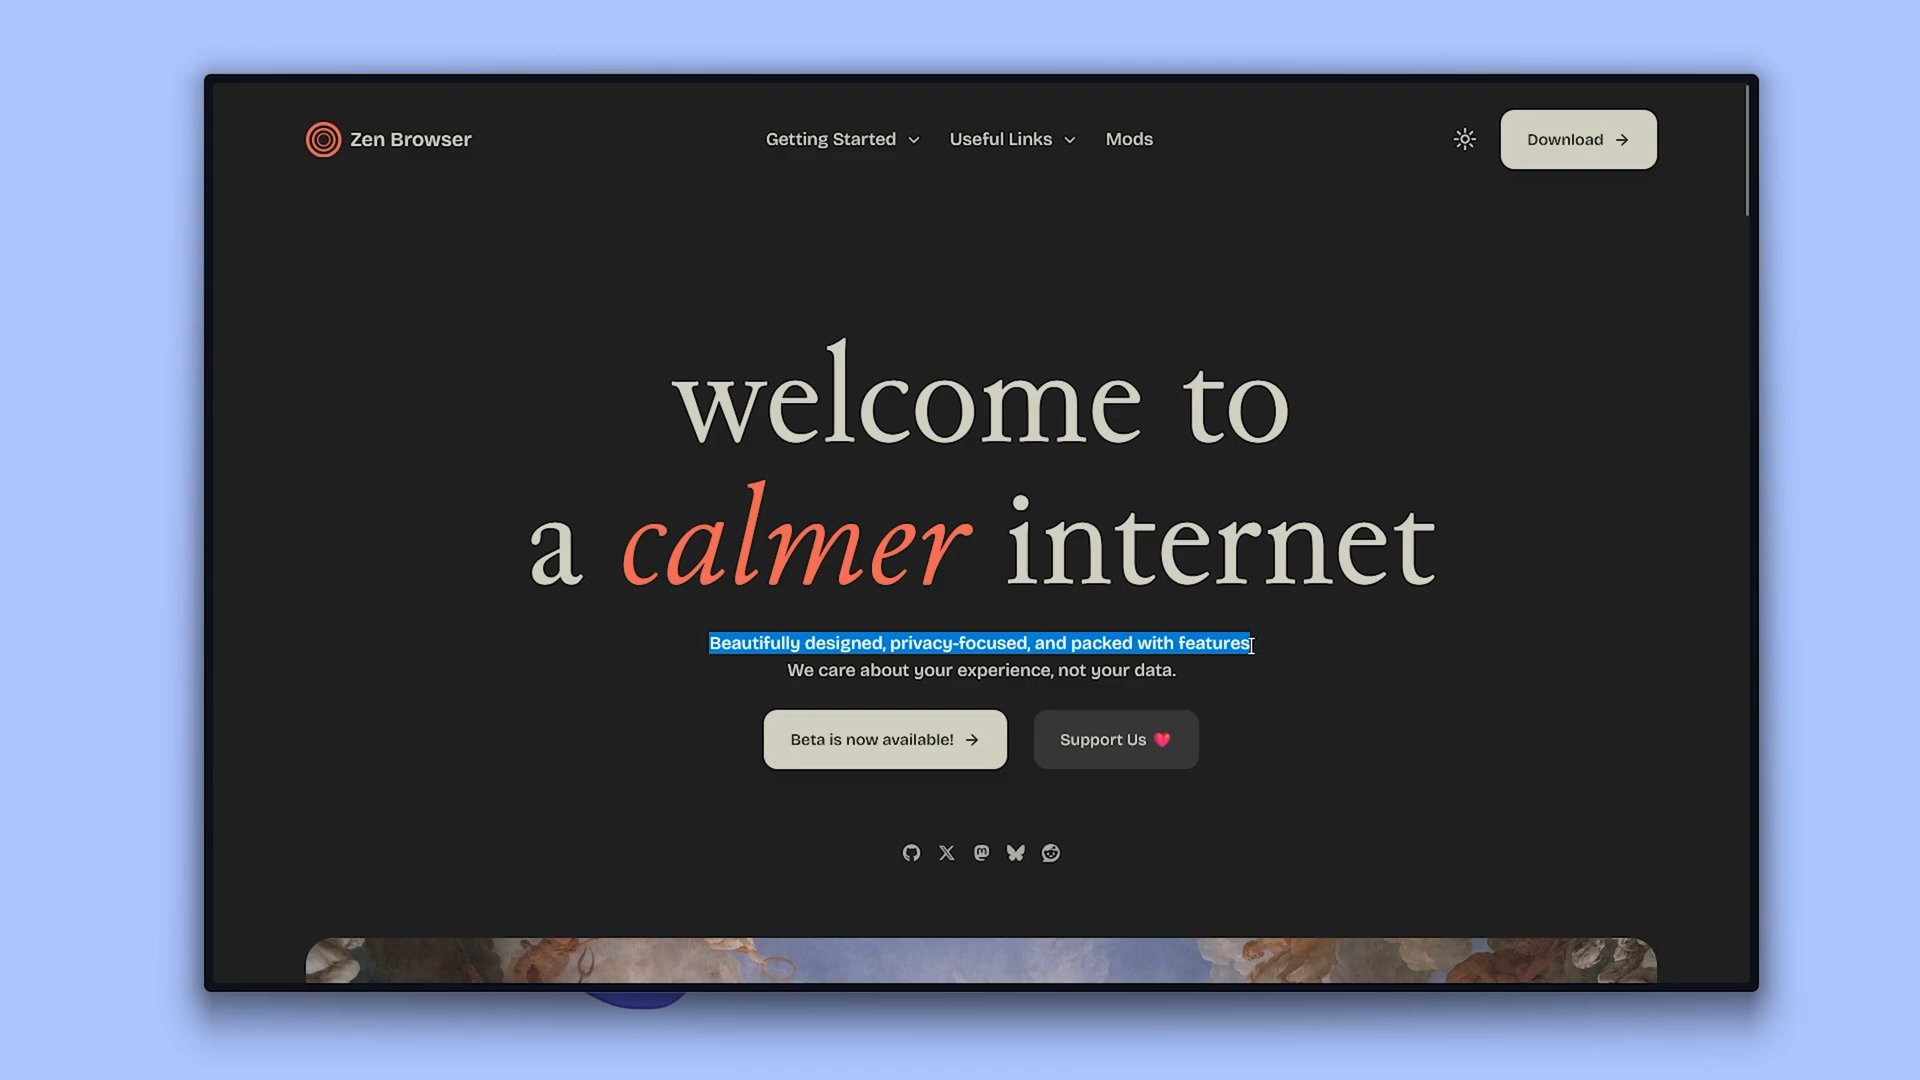 Zen Browser
Getting Started
Useful Links
Mods
Download
welcome to
a calmer internet
Beautifully designed, privacy-focused, and packed with features
We care about your experience, not your data.
Beta is now available!
Support Us